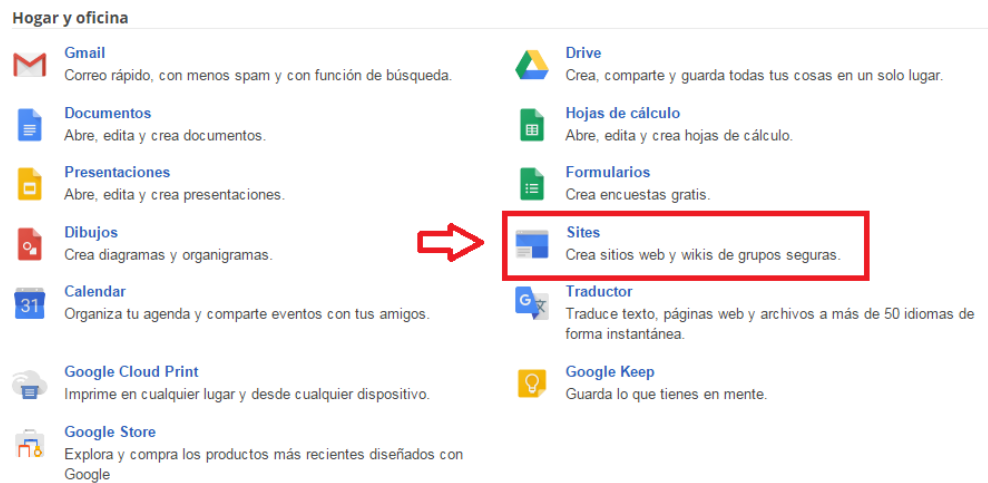 Hogar y oficina
Gmail
Correo rápido, con menos spam y con función de búsqueda.
Drive
Crea, comparte y guarda todas tus cosas en un solo lugar.
Documentos
Abre, edita y crea documentos.
Hojas de cálculo
Abre, edita y crea hojas de cálculo.
Presentaciones
Abre, edita y crea presentaciones.
Formularios
Crea encuestas gratis.
Dibujos
Crea diagramas y organigramas.
Sites
Crea sitios web y wikis de grupos seguras.
31
Calendar
Organiza tu agenda y comparte eventos con tus amigos.
G文
Traductor
Traduce texto, páginas web y archivos a más de 50 idiomas de
forma instantánea.
Google Cloud Print
Imprime en cualquier lugar y desde cualquier dispositivo.
Google Keep
Guarda lo que tienes en mente.
Google Store
Explora y compra los productos más recientes diseñados con
Google